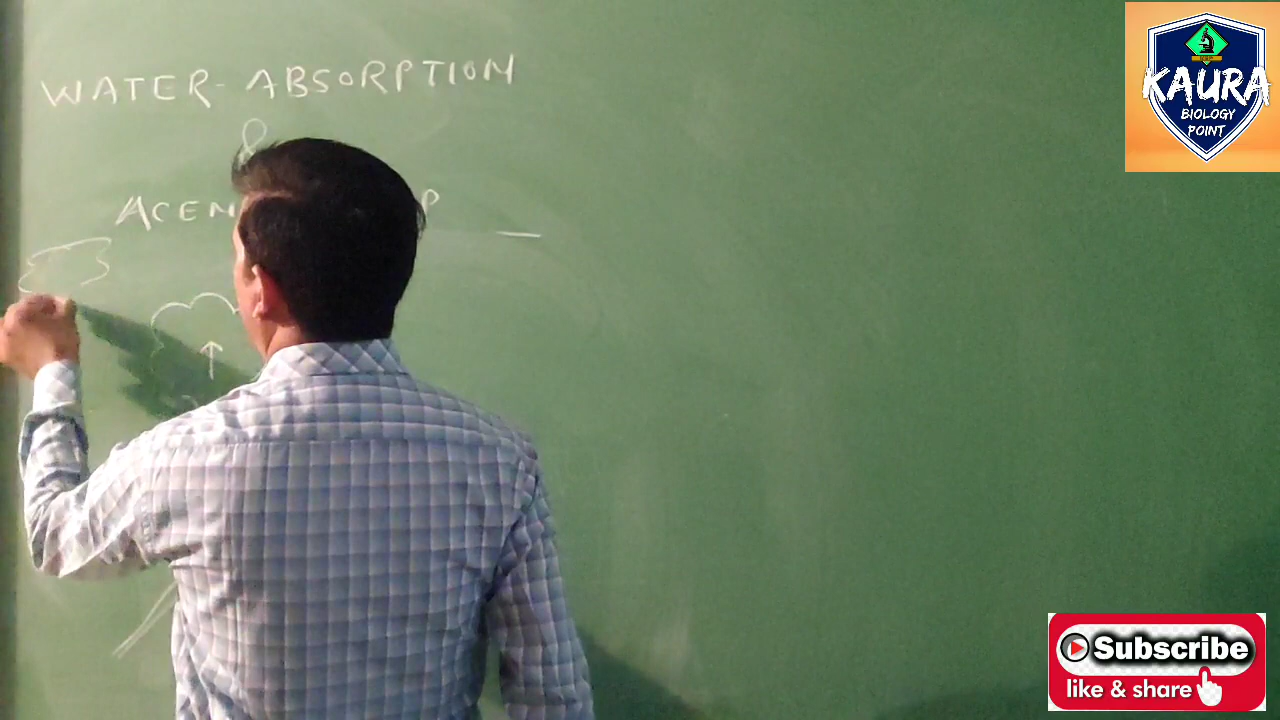 WATER-ABSORPTION
&
ACEN
P
KAURA
BIOLOGY
POINT
Subscribe
like & share